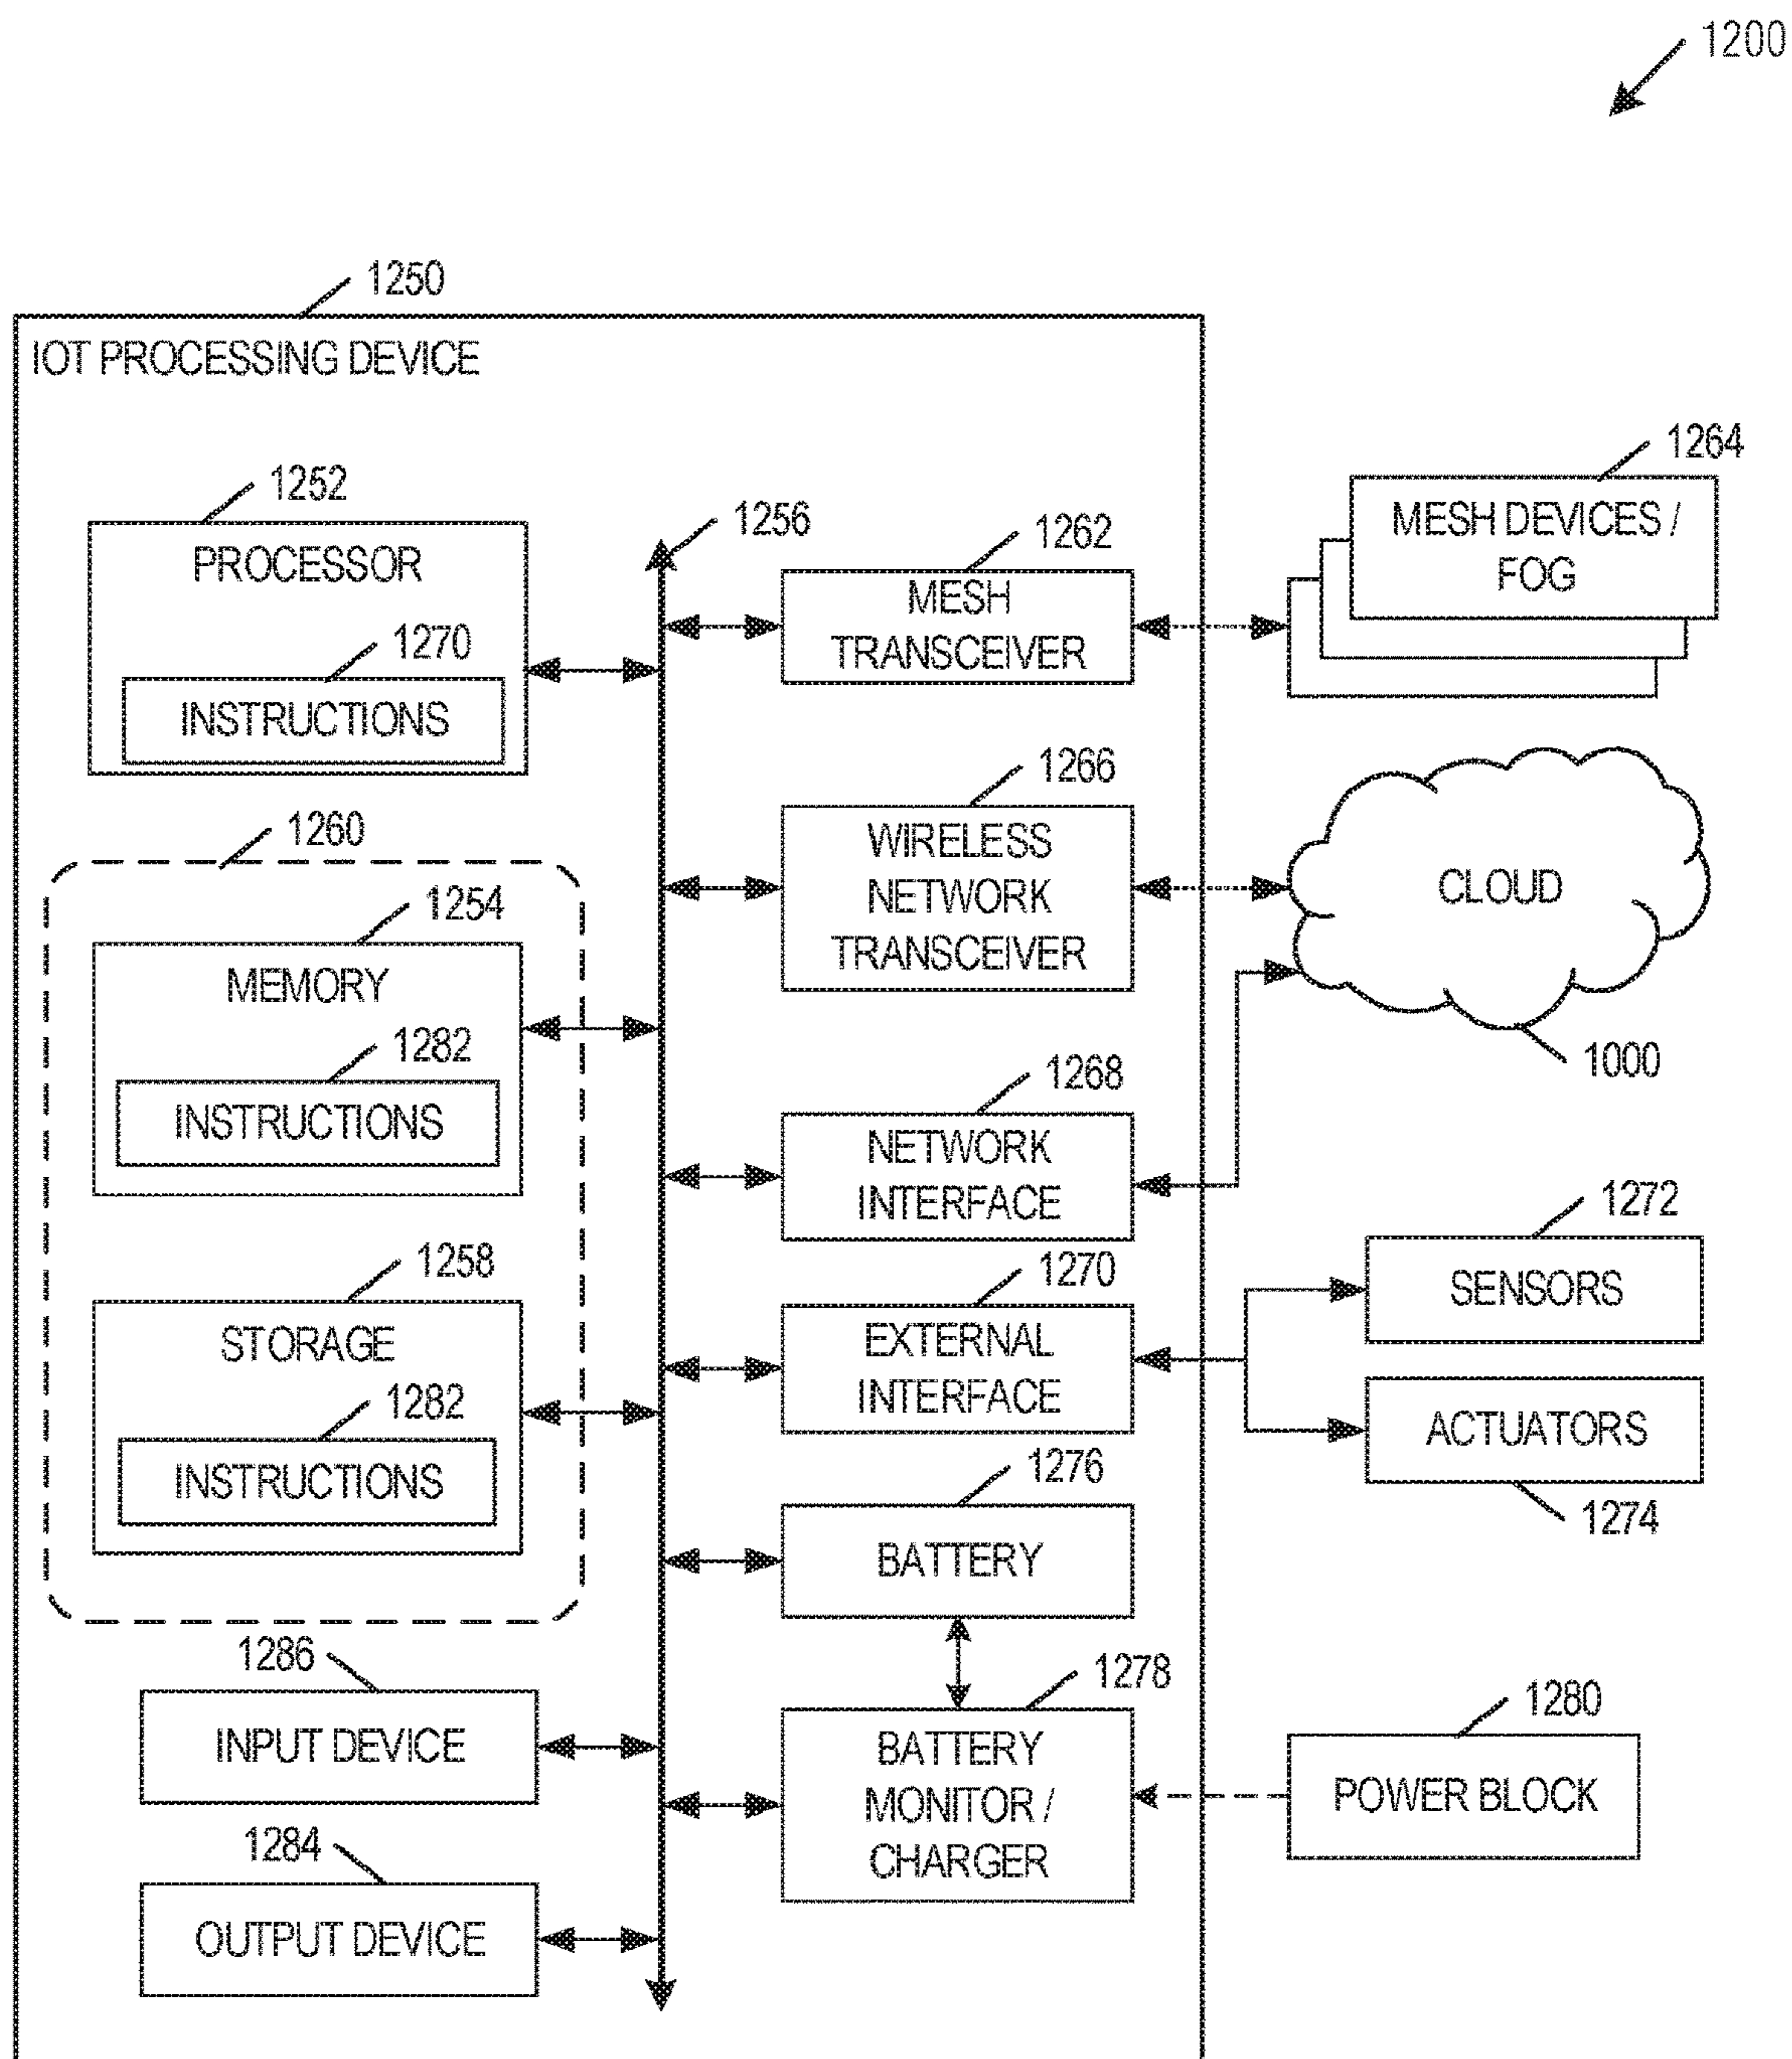 1200
1250
IOT PROCESSING DEVICE
1252
PROCESSOR
1270
INSTRUCTIONS
1260
1254
MEMORY
1282
INSTRUCTIONS
1258
STORAGE
1282
INSTRUCTIONS
1286
INPUT DEVICE
1284
OUTPUT DEVICE
1256
1262
MESH
TRANSCEIVER
1266
WIRELESS
NETWORK
TRANSCEIVER
1268
NETWORK
INTERFACE
1270
EXTERNAL
INTERFACE
1276
BATTERY
1278
BATTERY
MONITOR /
CHARGER
1264
MESH DEVICES /
FOG
CLOUD
1000
1272
SENSORS
ACTUATORS
1274
1280
POWER BLOCK